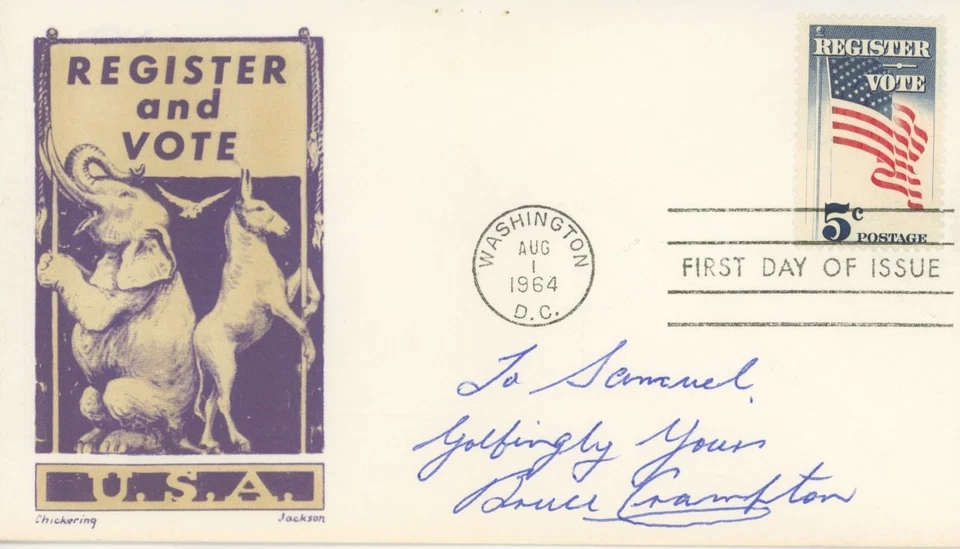 REGISTER
and
VOTE
U.S.A.
Chickering
Jackson
REGISTER
VOTE
5c
POSTAGE
WASHINGTON
AUG
1
1964
D.C.
FIRST DAY OF ISSUE
To Samuel,
Golfingly Yours
Bruce Crampton